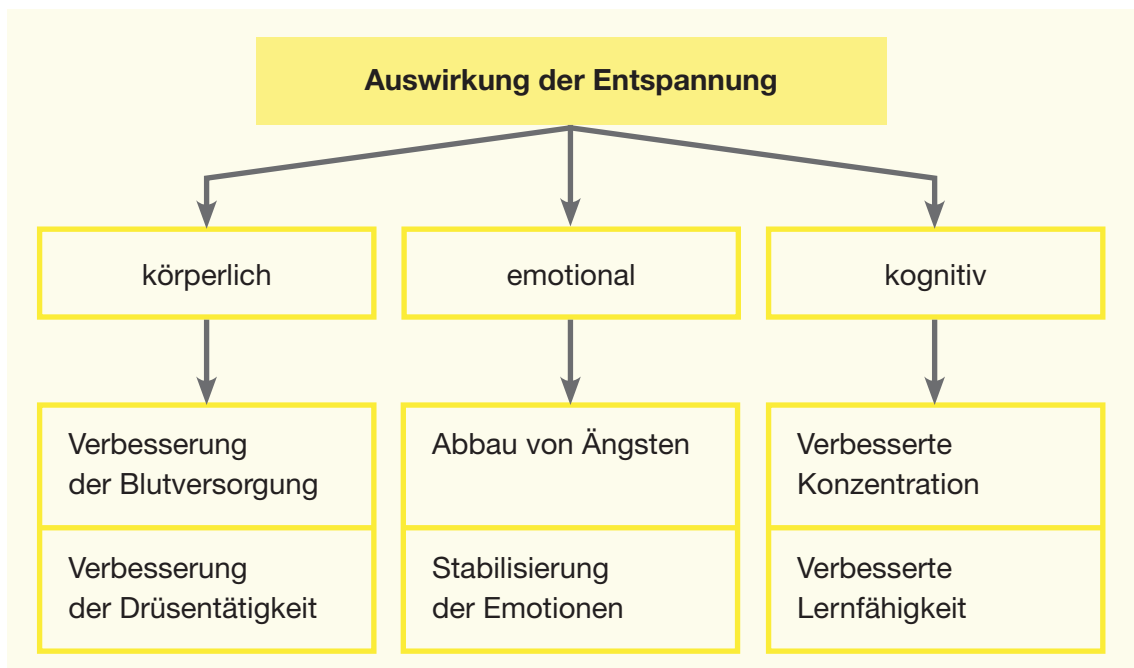 Auswirkung der Entspannung
körperlich
emotional
kognitiv
Verbesserung
der Blutversorgung
Abbau von Ängsten
Verbesserte
Konzentration
Verbesserung
der Drüsentätigkeit
Stabilisierung
der Emotionen
Verbesserte
Lernfähigkeit